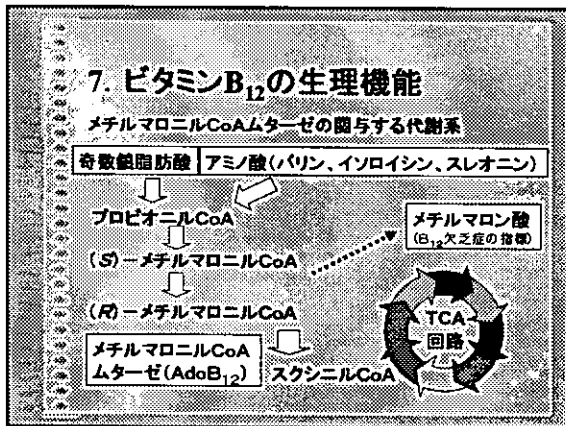 7. ビタミンB12の生理機能
メチルマロニルCoAムターゼの関与する代謝系
奇数鎖脂肪酸 アミノ酸(バリン、イソロイシン、スレオニン)
プロピオニルCoA
メチルマロン酸
(B12欠乏症の指標)
(S)-メチルマロニルCoA
(R)-メチルマロニルCoA
TCA
回路
メチルマロニルCoA
ムターゼ(AdoB12)
スクシニルCoA